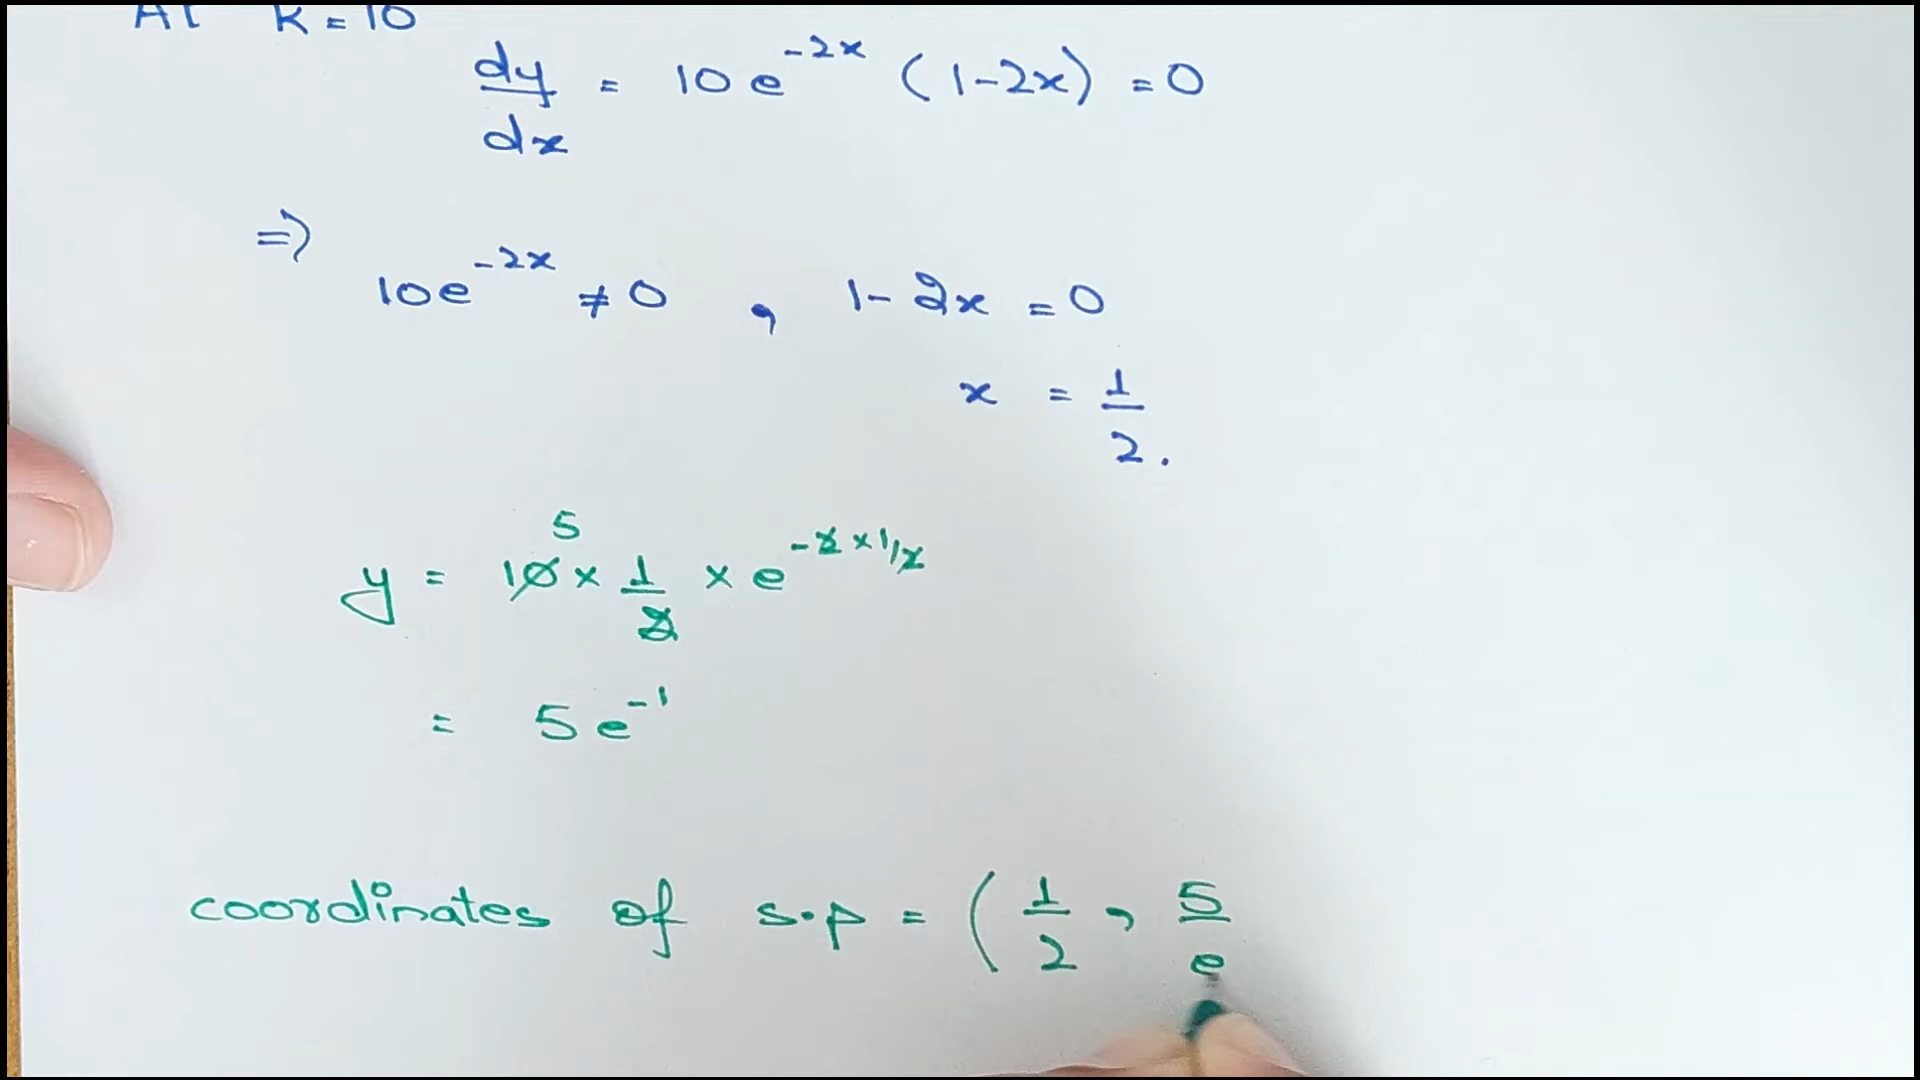 At K = 10
dy/dx = 10e^{-2x} (1-2x) = 0
⇒ 10e^{-2x} ≠ 0 , 1 - 2x = 0
x = 1/2.
5
y = 10 x 1/2 x e^{-2 x 1/2}
= 5e^{-1}
coordinates of s.p = ( 1/2 , 5/e